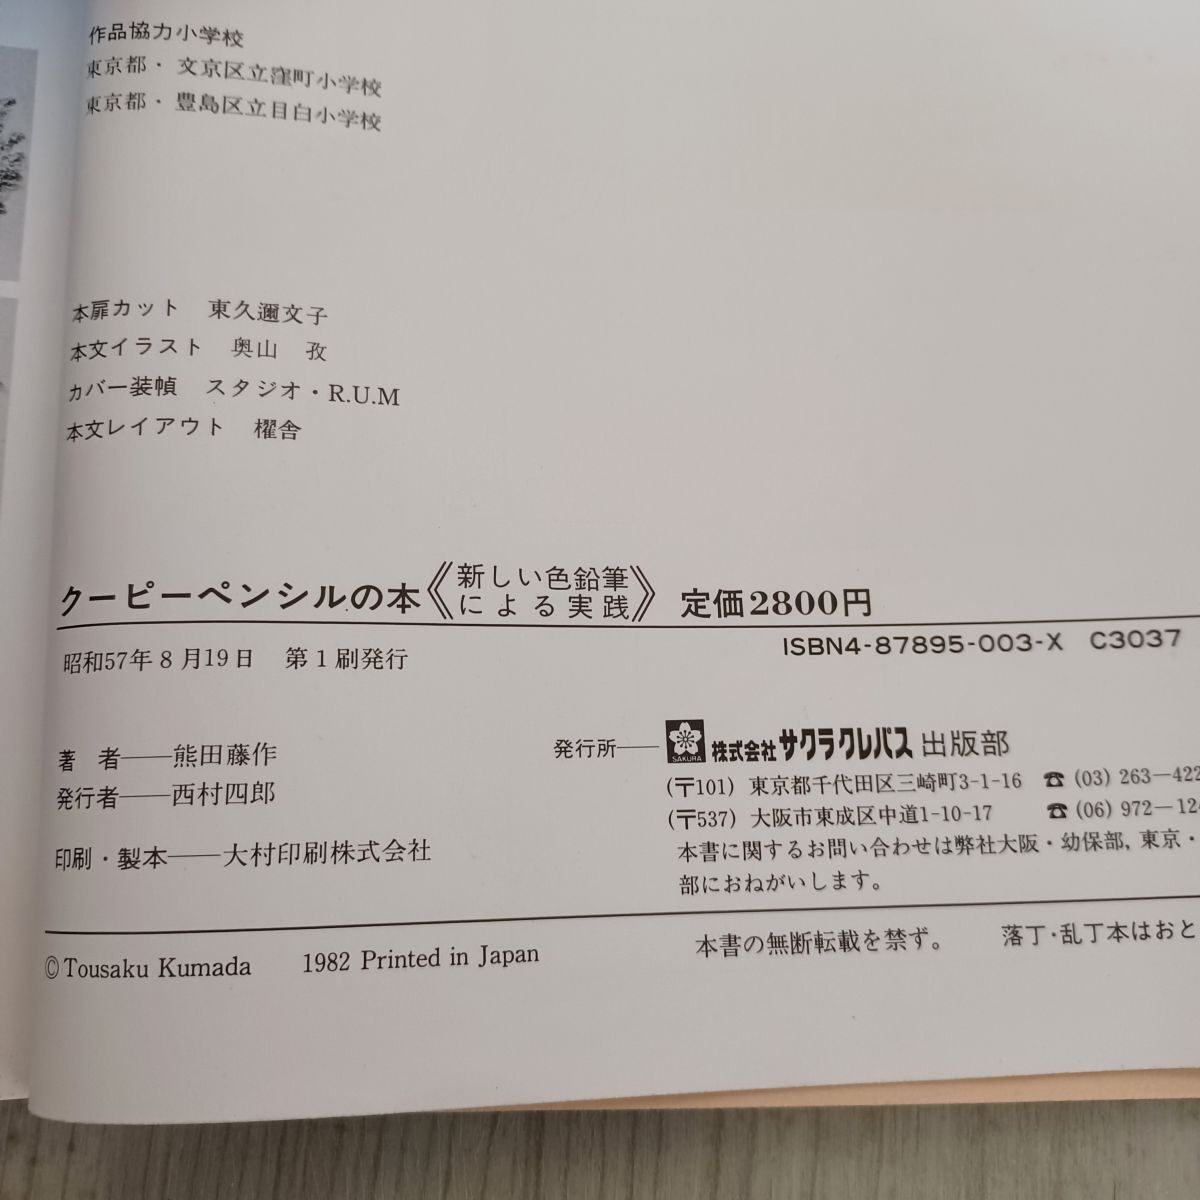 作品協力小学校
東京都・文京区立窪町小学校
東京都・豊島区立目白小学校
本扉カット 東久邇文子
本文イラスト 奥山 孜
カバー装幀 スタジオ・R.U.M
本文レイアウト 櫂舎
クーピーペンシルの本《新しい色鉛筆による実践》 定価2800円
ISBN4-87895-003-X C3037
昭和57年8月19日 第1刷発行
著 者──熊田藤作
発行者──西村四郎
印刷・製本──大村印刷株式会社
発行所── SAKURA 株式会社サクラクレパス 出版部
(〒101) 東京都千代田区三崎町3-1-16 ☎ (03) 263―422
(〒537) 大阪市東成区中道1-10-17 ☎ (06) 972―124
本書に関するお問い合わせは弊社大阪・幼保部, 東京・
部におねがいします。
©Tousaku Kumada 1982 Printed in Japan
本書の無断転載を禁ず。 落丁・乱丁本はおと